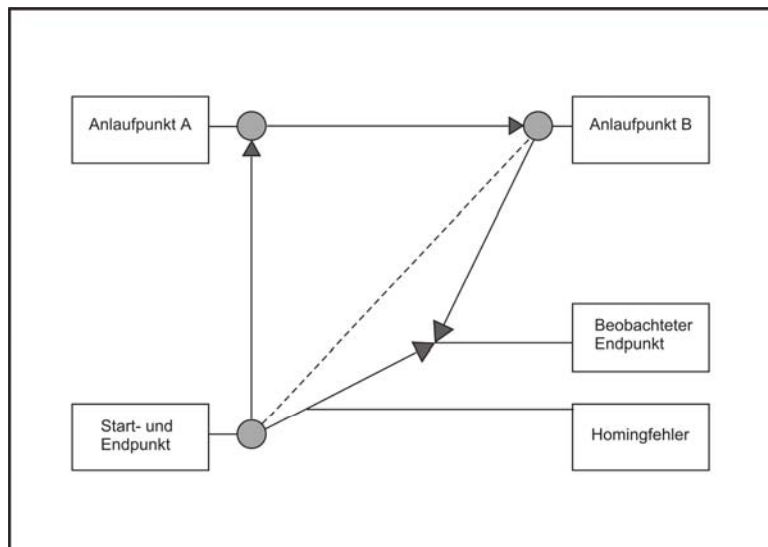 Anlaufpunkt A
Anlaufpunkt B
Beobachteter
Endpunkt
Start- und
Endpunkt
Homingfehler